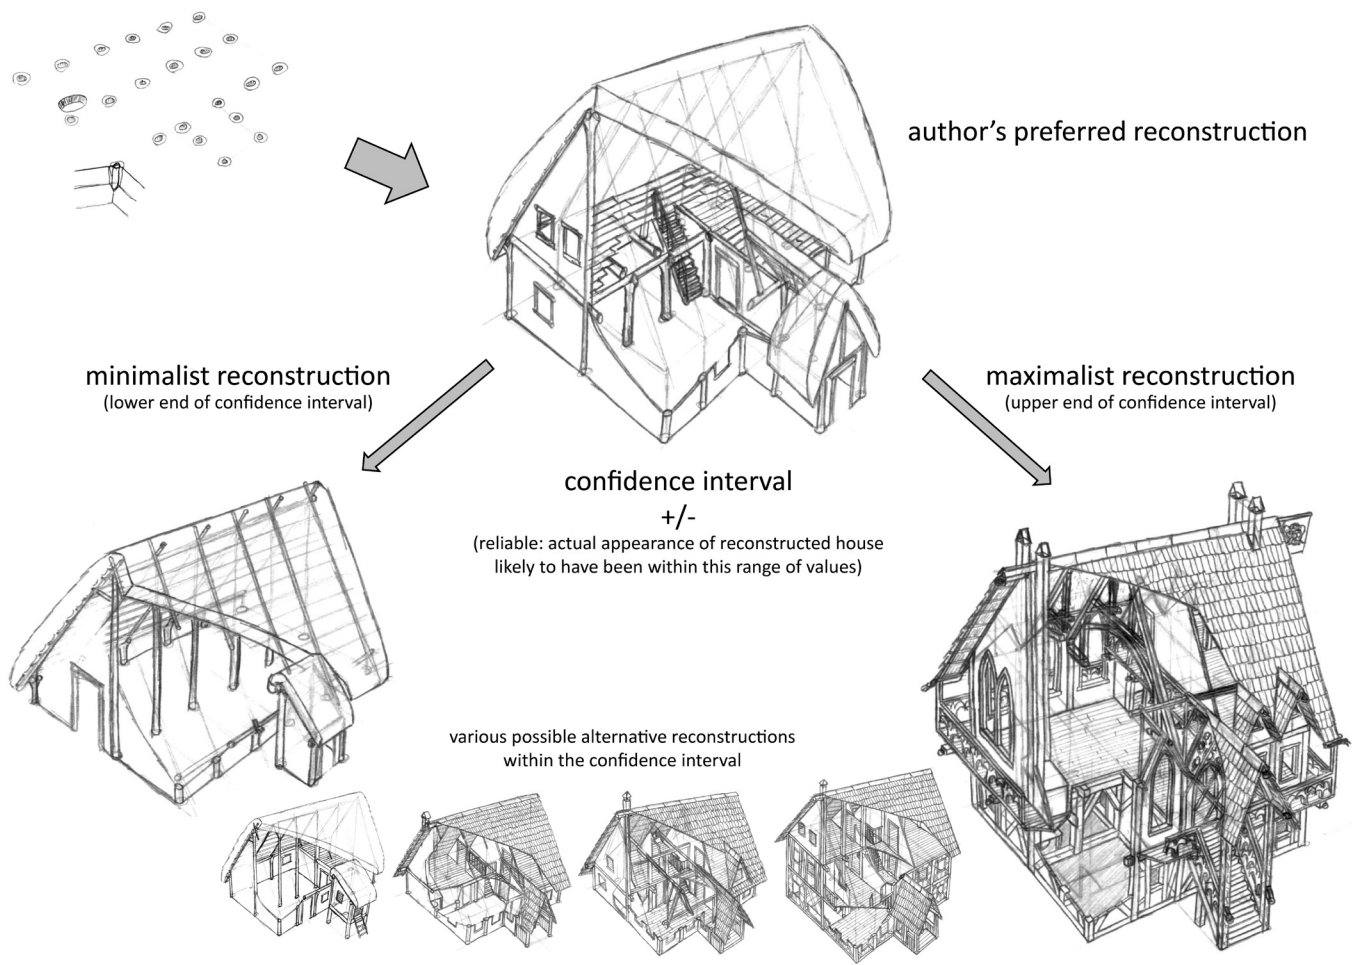 author’s preferred reconstruction
minimalist reconstruction
(lower end of confidence interval)
maximalist reconstruction
(upper end of confidence interval)
confidence interval
+/-
(reliable: actual appearance of reconstructed house
likely to have been within this range of values)
various possible alternative reconstructions
within the confidence interval